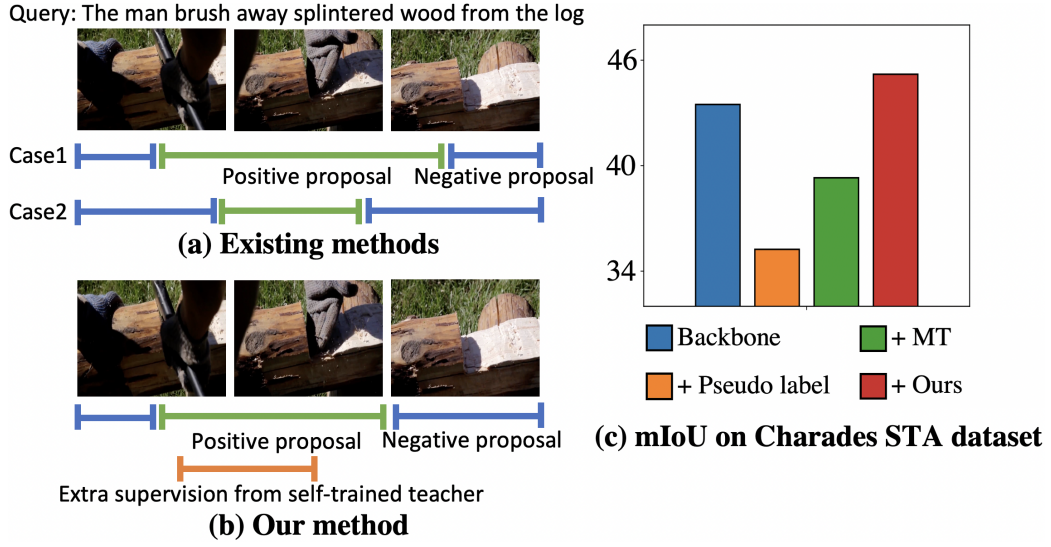 Query: The man brush away splintered wood from the log
Case1
Positive proposal
Negative proposal
Case2
(a) Existing methods
Positive proposal
Negative proposal
Extra supervision from self-trained teacher
(b) Our method
46
40
34
Backbone
+ MT
+ Pseudo label
+ Ours
(c) mIoU on Charades STA dataset